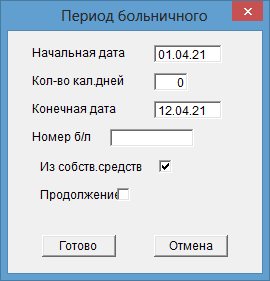 Период больничного
Начальная дата 01.04.21
Кол-во кал.дней 0
Конечная дата 12.04.21
Номер б/л
Из собств.средств
Продолжение
Готово Отмена